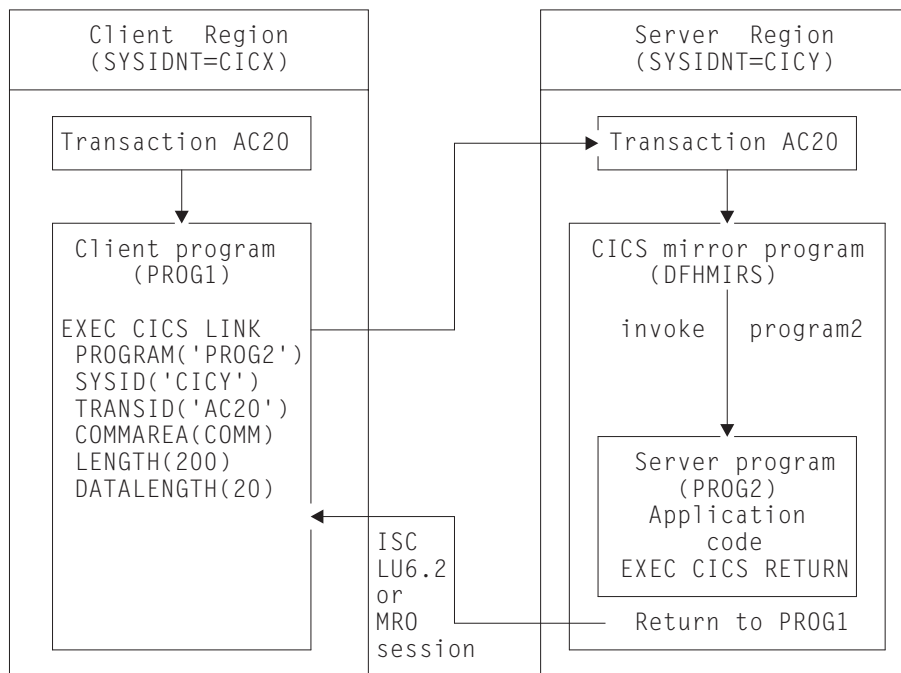 Client Region
(SYSIDNT=CICX)
Transaction AC20
Client program
(PROG1)
EXEC CICS LINK
PROGRAM('PROG2')
SYSID('CICY')
TRANSID('AC20')
COMMAREA(COMM)
LENGTH(200)
DATALENGTH(20)
ISC
LU6.2
or
MRO
session
Server Region
(SYSIDNT=CICY)
Transaction AC20
CICS mirror program
(DFHMIRS)
invoke program2
Server program
(PROG2)
Application
code
EXEC CICS RETURN
Return to PROG1